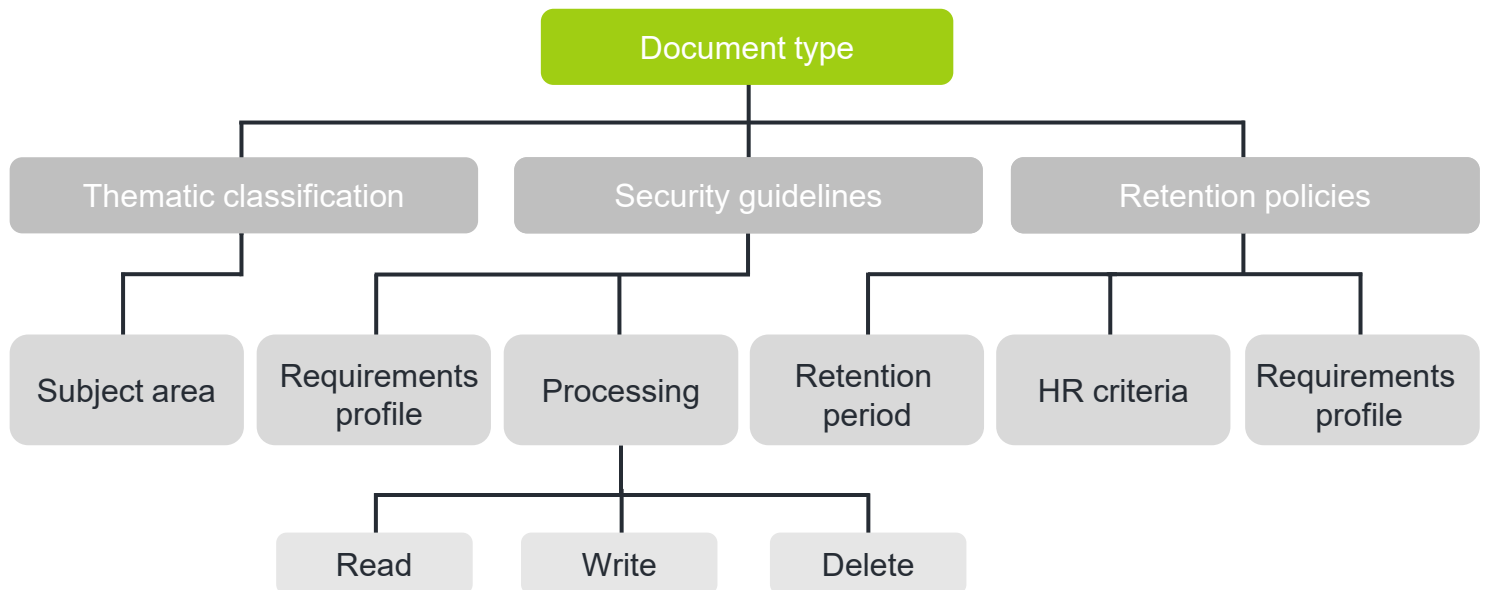 Document type
Thematic classification
Security guidelines
Retention policies
Subject area
Requirements
profile
Processing
Retention
period
HR criteria
Requirements
profile
Read
Write
Delete